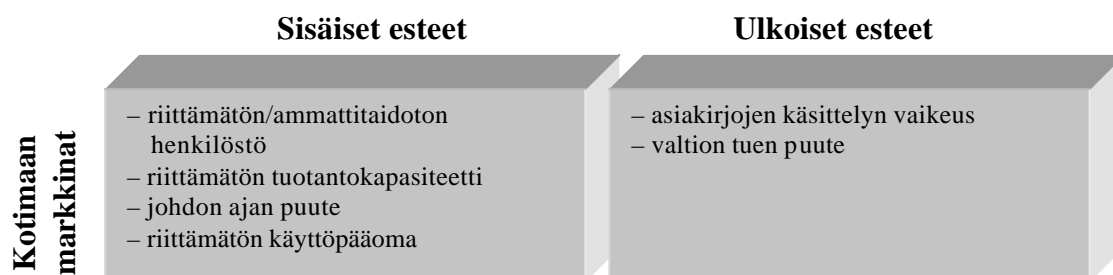 Sisäiset esteet
Ulkoiset esteet
Kotimaan
markkinat
– riittämätön/ammattitaidoton
henkilöstö
– riittämätön tuotantokapasiteetti
– johdon ajan puute
– riittämätön käyttöpääoma
– asiakirjojen käsittelyn vaikeus
– valtion tuen puute